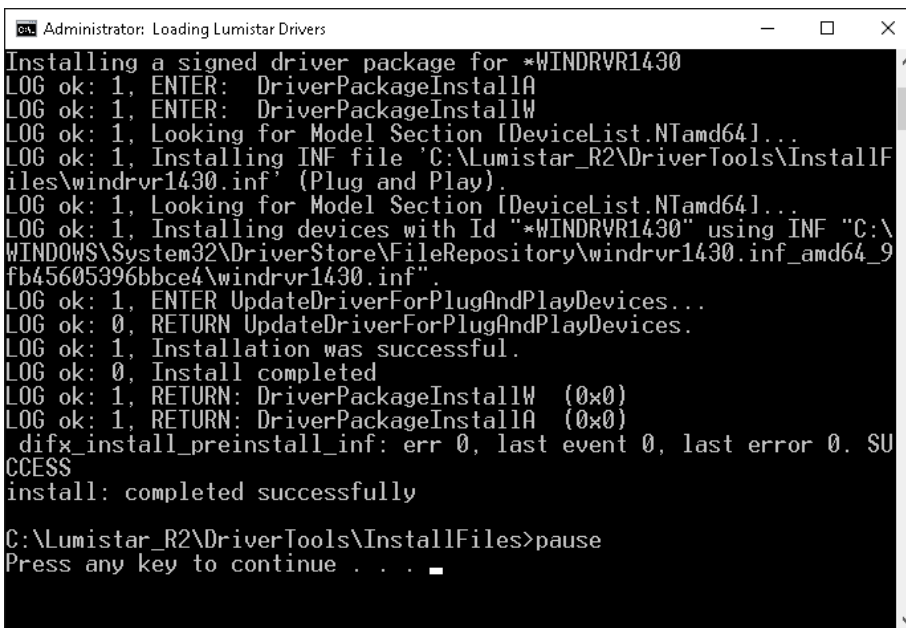 Administrator: Loading Lumistar Drivers
Installing a signed driver package for *WINDRVR1430
LOG ok: 1, ENTER:  DriverPackageInstallA
LOG ok: 1, ENTER:  DriverPackageInstallW
LOG ok: 1, Looking for Model Section [DeviceList.NTamd64]...
LOG ok: 1, Installing INF file 'C:\Lumistar_R2\DriverTools\InstallF
iles\windrvr1430.inf' (Plug and Play).
LOG ok: 1, Looking for Model Section [DeviceList.NTamd64]...
LOG ok: 1, Installing devices with Id "*WINDRVR1430" using INF "C:\
WINDOWS\System32\DriverStore\FileRepository\windrvr1430.inf_amd64_9
fb45605396bbce4\windrvr1430.inf".
LOG ok: 1, ENTER UpdateDriverForPlugAndPlayDevices...
LOG ok: 0, RETURN UpdateDriverForPlugAndPlayDevices.
LOG ok: 1, Installation was successful.
LOG ok: 0, Install completed
LOG ok: 1, RETURN: DriverPackageInstallW  (0x0)
LOG ok: 1, RETURN: DriverPackageInstallA  (0x0)
 difx_install_preinstall_inf: err 0, last event 0, last error 0. SU
CCESS
install: completed successfully
C:\Lumistar_R2\DriverTools\InstallFiles>pause
Press any key to continue . . .